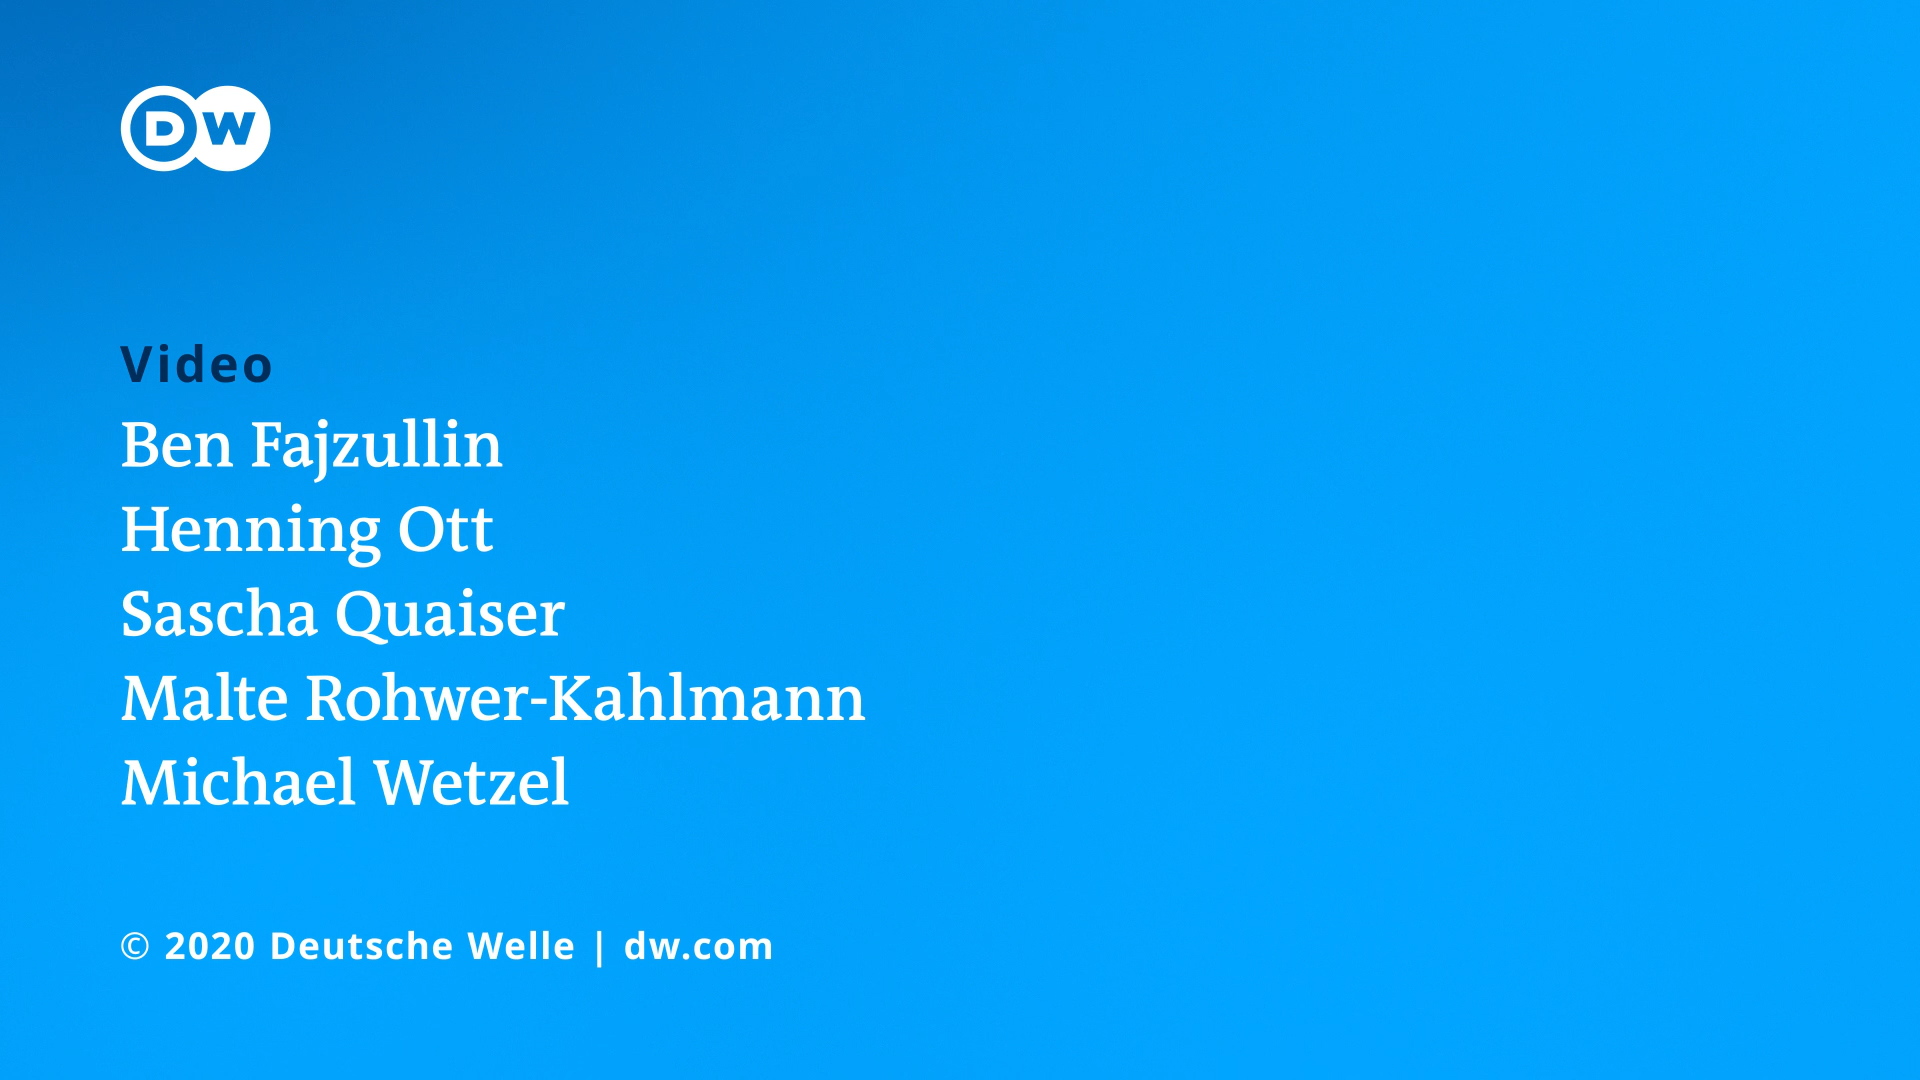 DW
Video
Ben Fajzullin
Henning Ott
Sascha Quaiser
Malte Rohwer-Kahlmann
Michael Wetzel
© 2020 Deutsche Welle | dw.com